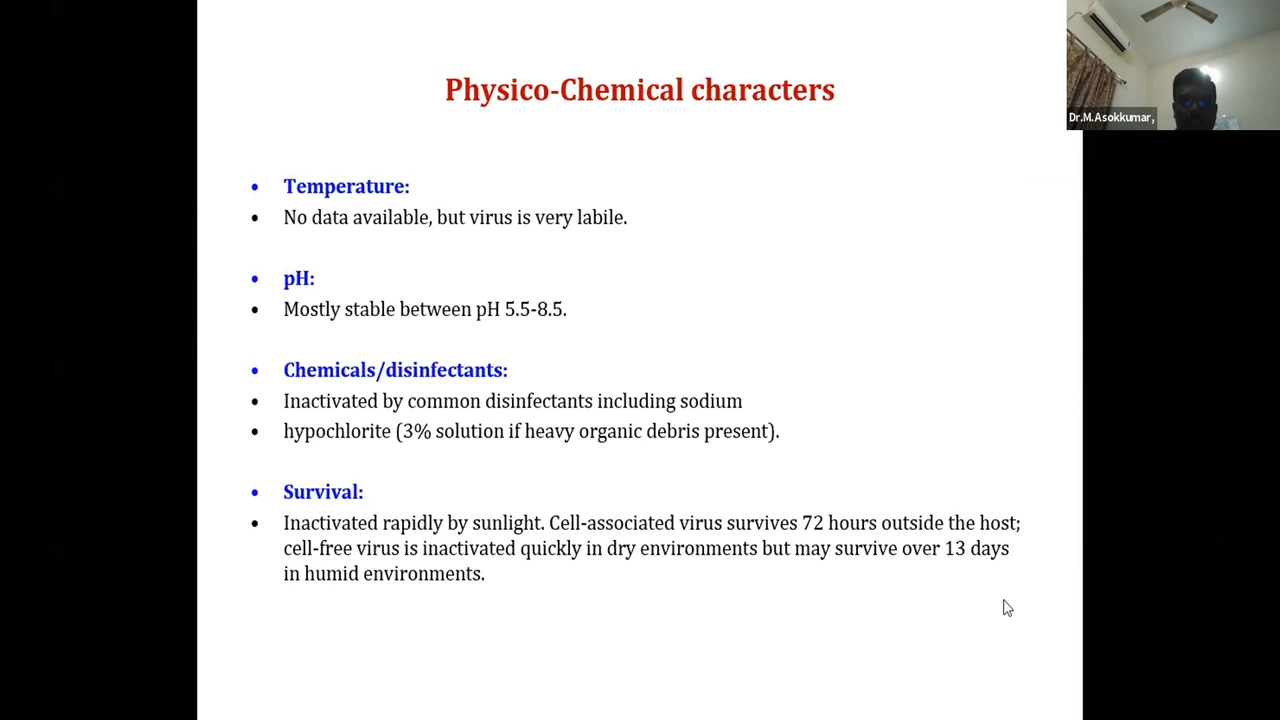 Physico-Chemical characters
Dr.M.Asokkumar,
• Temperature:
• No data available, but virus is very labile.
• pH:
• Mostly stable between pH 5.5-8.5.
• Chemicals/disinfectants:
• Inactivated by common disinfectants including sodium
• hypochlorite (3% solution if heavy organic debris present).
• Survival:
• Inactivated rapidly by sunlight. Cell-associated virus survives 72 hours outside the host;
cell-free virus is inactivated quickly in dry environments but may survive over 13 days
in humid environments.